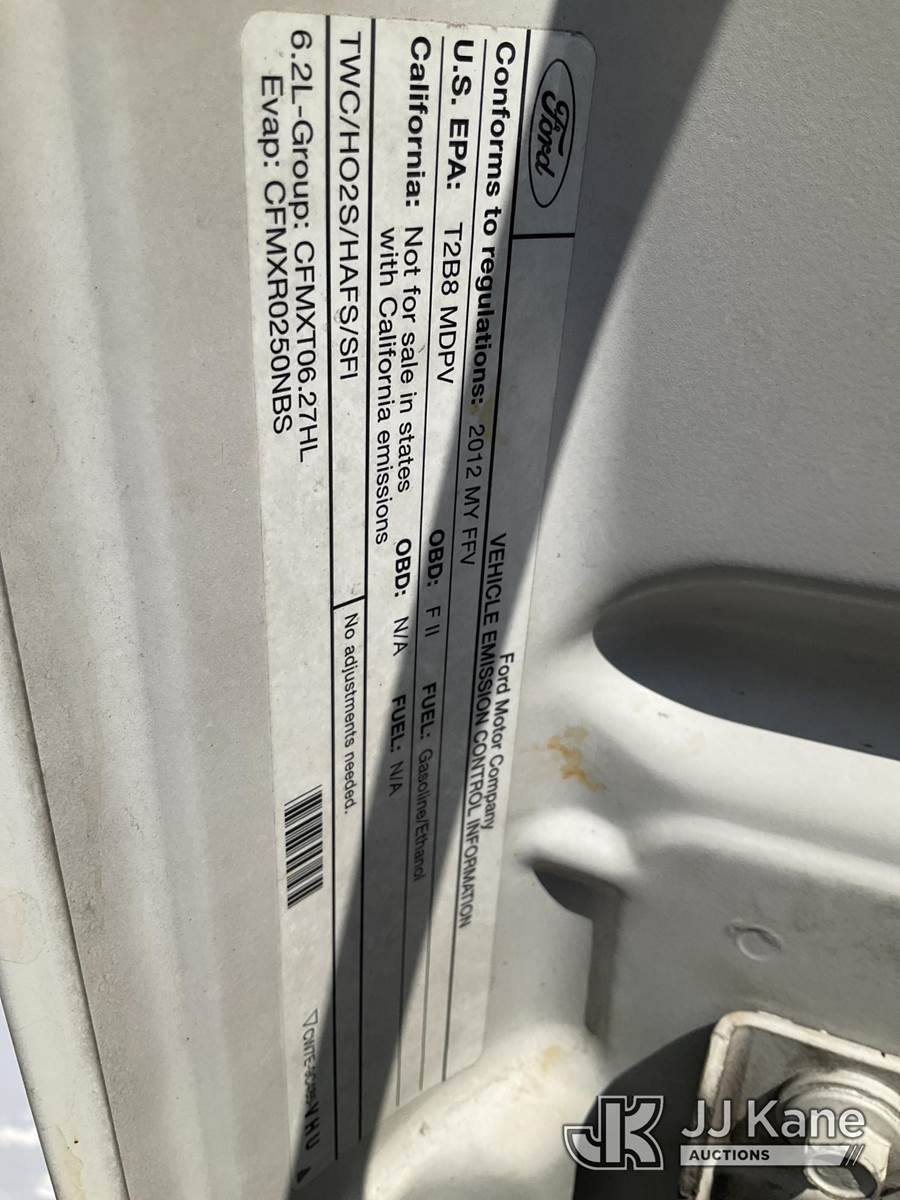 Ford
Ford Motor Company
VEHICLE EMISSION CONTROL INFORMATION
Conforms to regulations: 2012 MY FFV
U.S. EPA: T2B8 MDPV OBD: F II FUEL: Gasoline/Ethanol
California: Not for sale in states with California emissions OBD: N/A FUEL: N/A
TWC/HO2S/HAFS/SFI
No adjustments needed.
6.2L-Group: CFMXT06.27HL
Evap: CFMXR0250NBS
VHU
JK JJ Kane
AUCTIONS